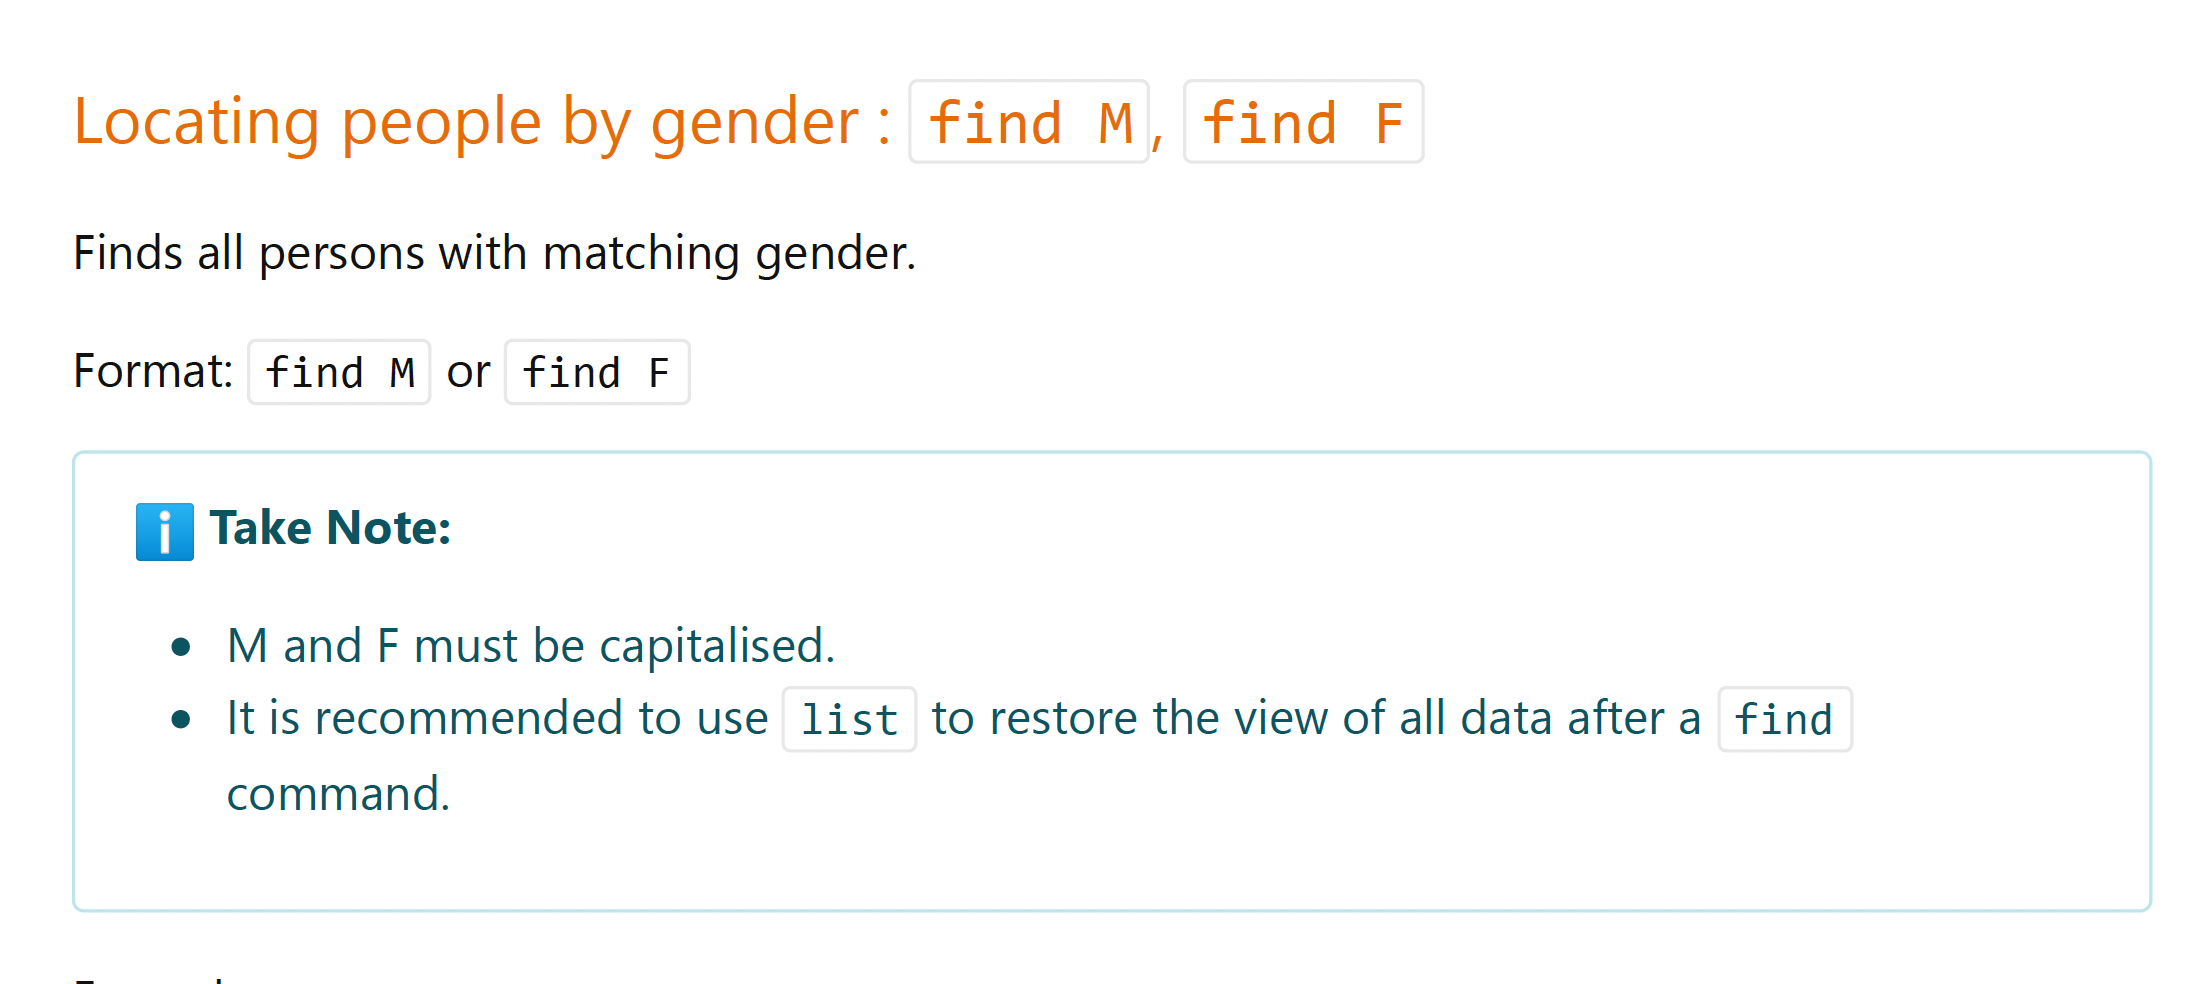 Locating people by gender : find M, find F
Finds all persons with matching gender.
Format: find M or find F
Take Note:
M and F must be capitalised.
It is recommended to use list to restore the view of all data after a find
command.